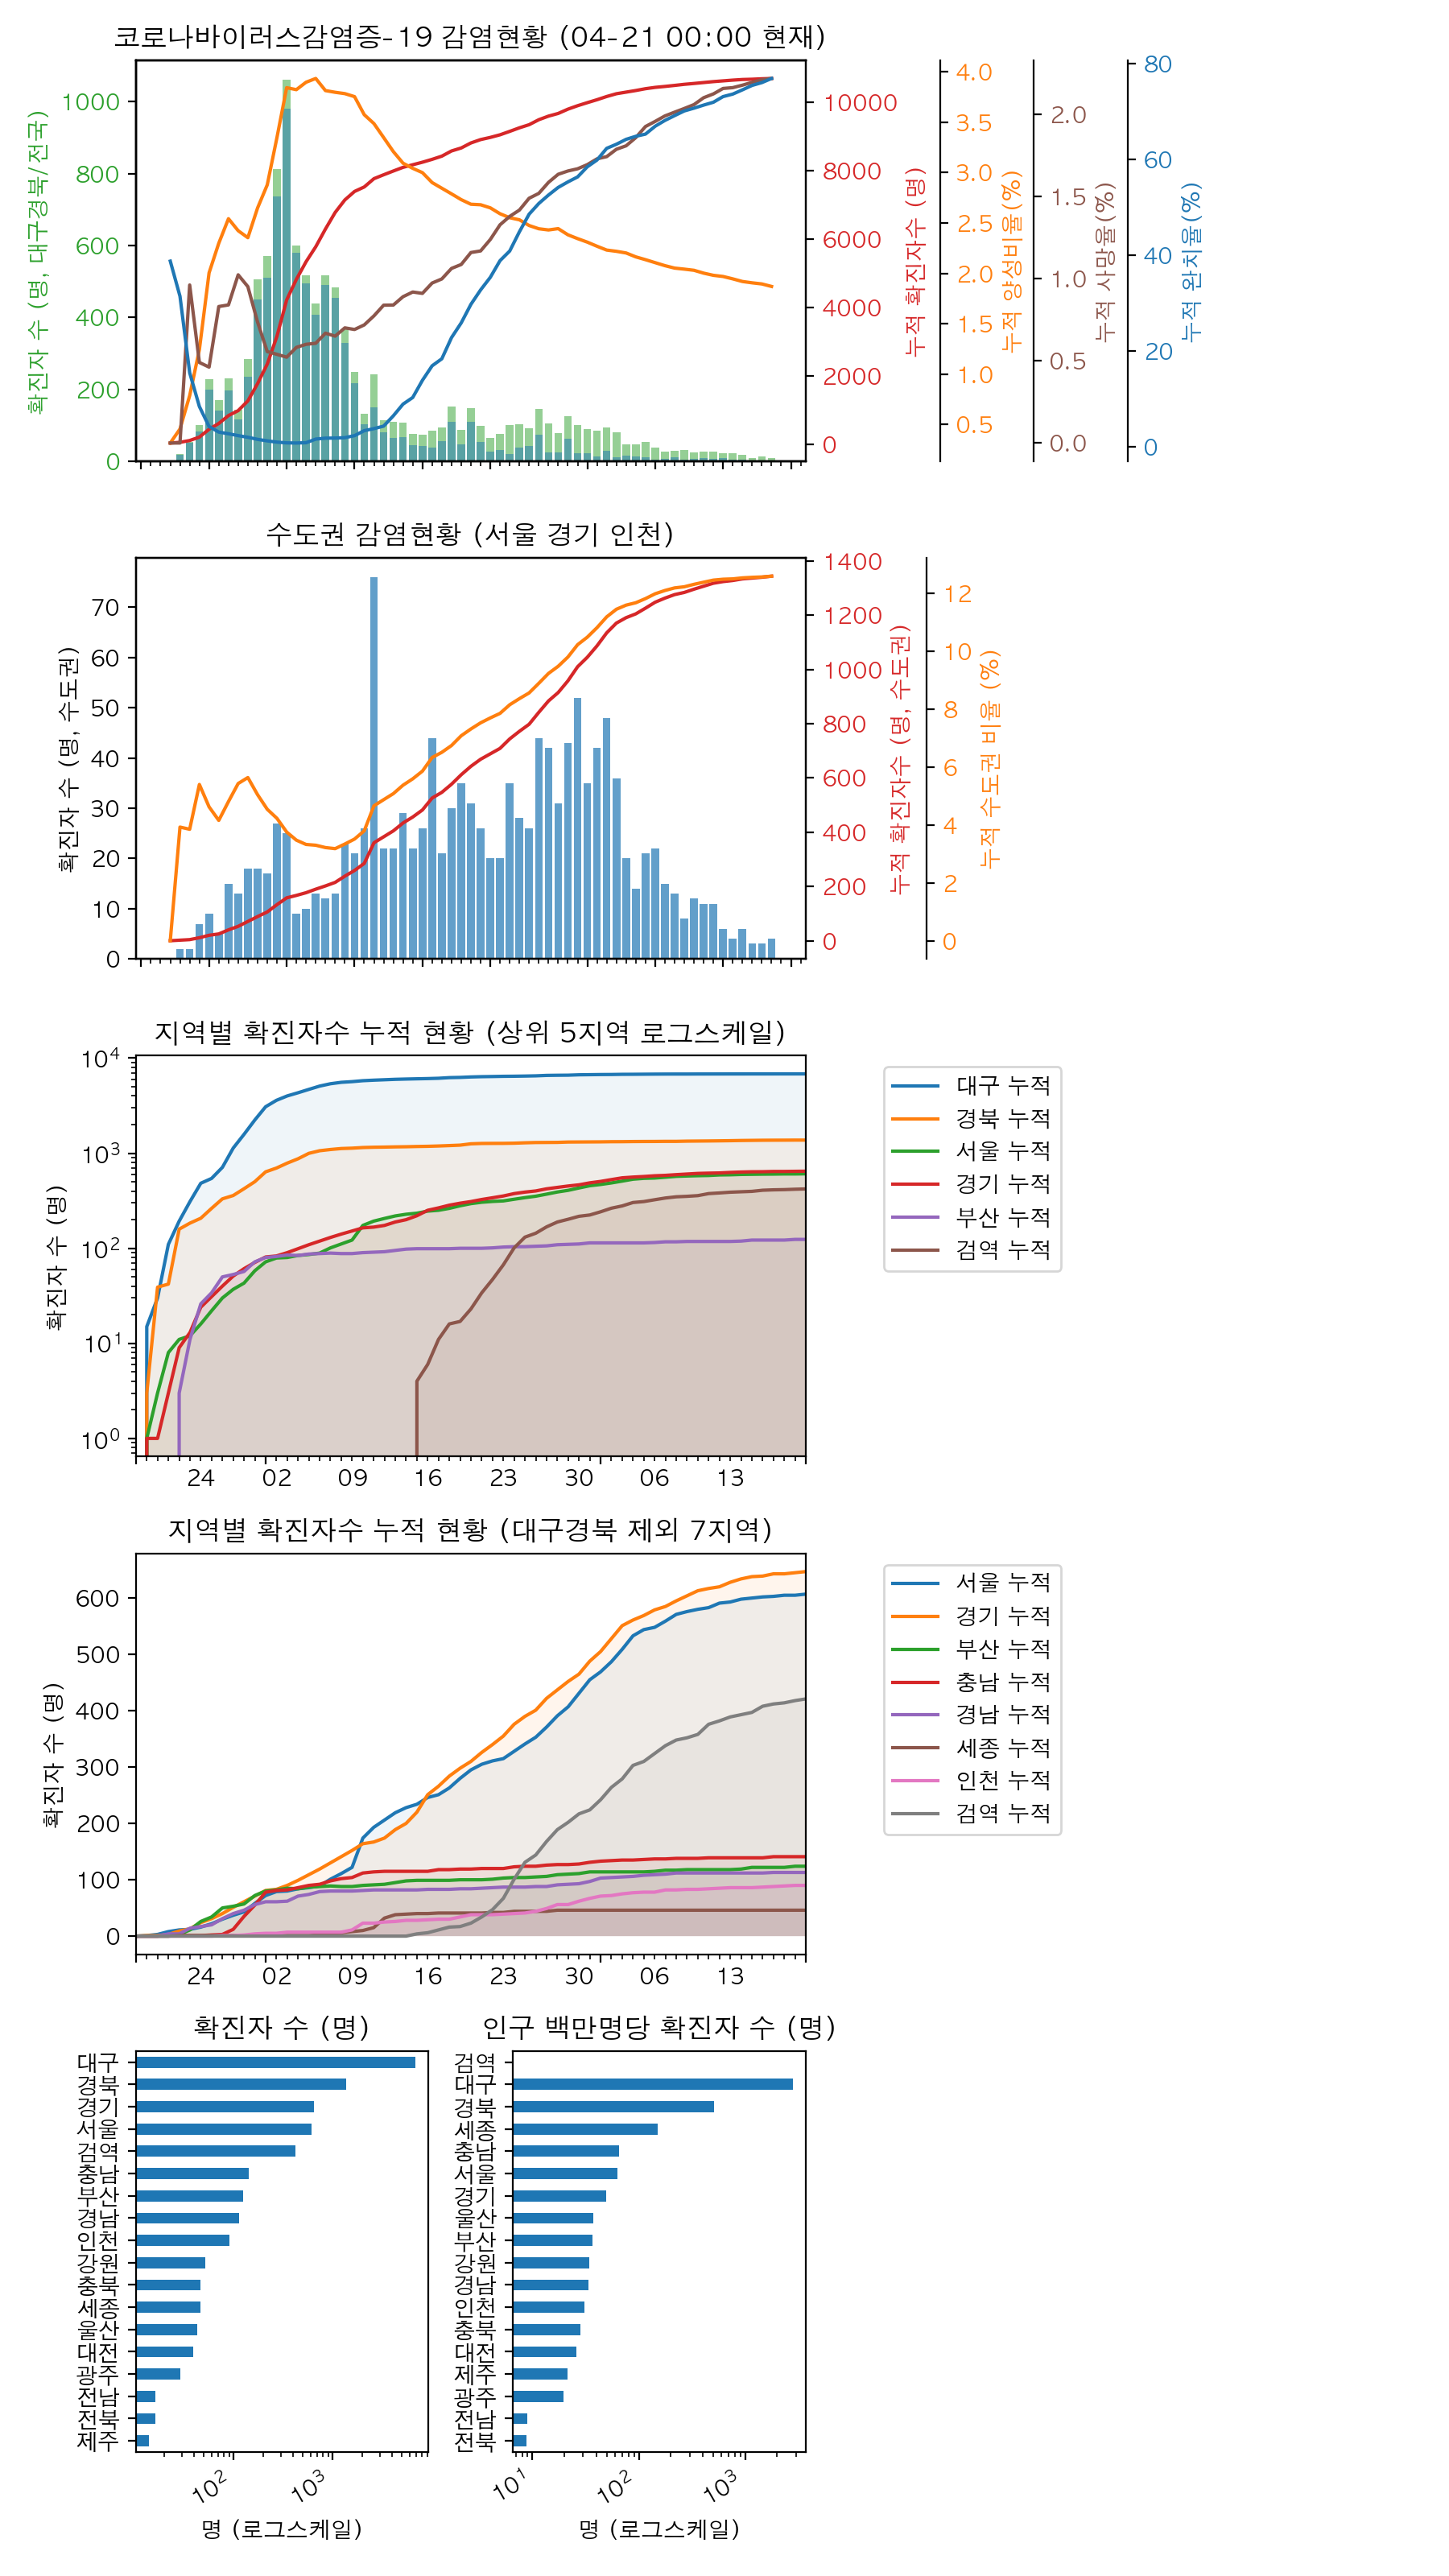 코로나바이러스감염증-19 감염현황 (04-21 00:00 현재)
확진자 수 (명, 대구경북/전국)
1000
800
600
400
200
0
10000
8000
6000
4000
2000
0
누적 확진자수 (명)
4.0
3.5
3.0
2.5
2.0
1.5
1.0
0.5
누적 양성비율(%)
2.0
1.5
1.0
0.5
0.0
누적 사망율(%)
80
60
40
20
0
누적 완치율(%)
수도권 감염현황 (서울 경기 인천)
확진자 수 (명, 수도권)
70
60
50
40
30
20
10
0
1400
1200
1000
800
600
400
200
0
누적 확진자수 (명, 수도권)
12
10
8
6
4
2
0
누적 수도권 비율 (%)
지역별 확진자수 누적 현황 (상위 5지역 로그스케일)
확진자 수 (명)
10⁴
10³
10²
10¹
10⁰
24 02 09 16 23 30 06 13
대구 누적
경북 누적
서울 누적
경기 누적
부산 누적
검역 누적
지역별 확진자수 누적 현황 (대구경북 제외 7지역)
확진자 수 (명)
600
500
400
300
200
100
0
24 02 09 16 23 30 06 13
서울 누적
경기 누적
부산 누적
충남 누적
경남 누적
세종 누적
인천 누적
검역 누적
확진자 수 (명)
대구
경북
경기
서울
검역
충남
부산
경남
인천
강원
충북
세종
울산
대전
광주
전남
전북
제주
10² 10³
명 (로그스케일)
인구 백만명당 확진자 수 (명)
검역
대구
경북
세종
충남
서울
경기
울산
부산
강원
경남
인천
충북
대전
제주
광주
전남
전북
10¹ 10² 10³
명 (로그스케일)